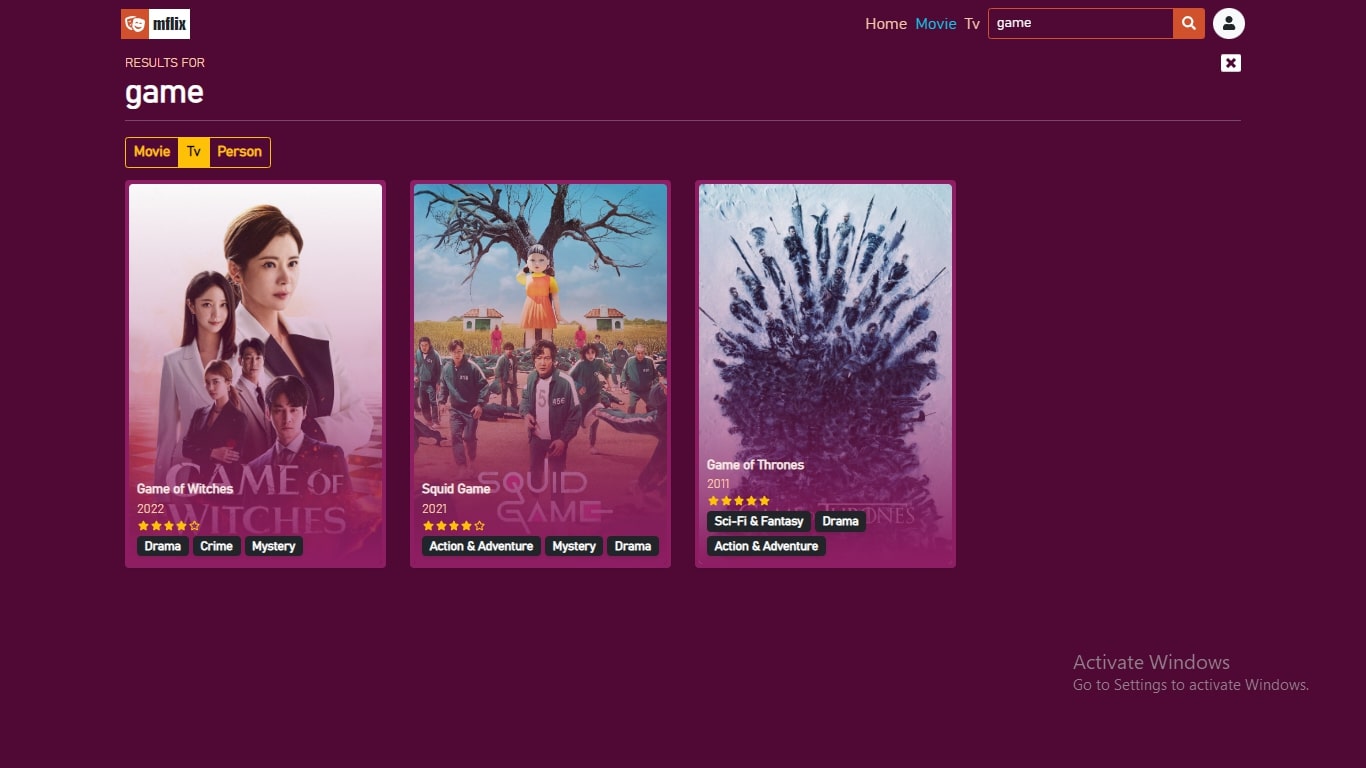 mflix
Home Movie Tv game
RESULTS FOR
game
Movie Tv Person
GAME OF
WITCHES
Game of Witches
2022
Drama Crime Mystery
SQUID
GAME
Squid Game
2021
Action & Adventure Mystery Drama
Game of Thrones
2011
GAME THRONES
Sci-Fi & Fantasy Drama
Action & Adventure
Activate Windows
Go to Settings to activate Windows.